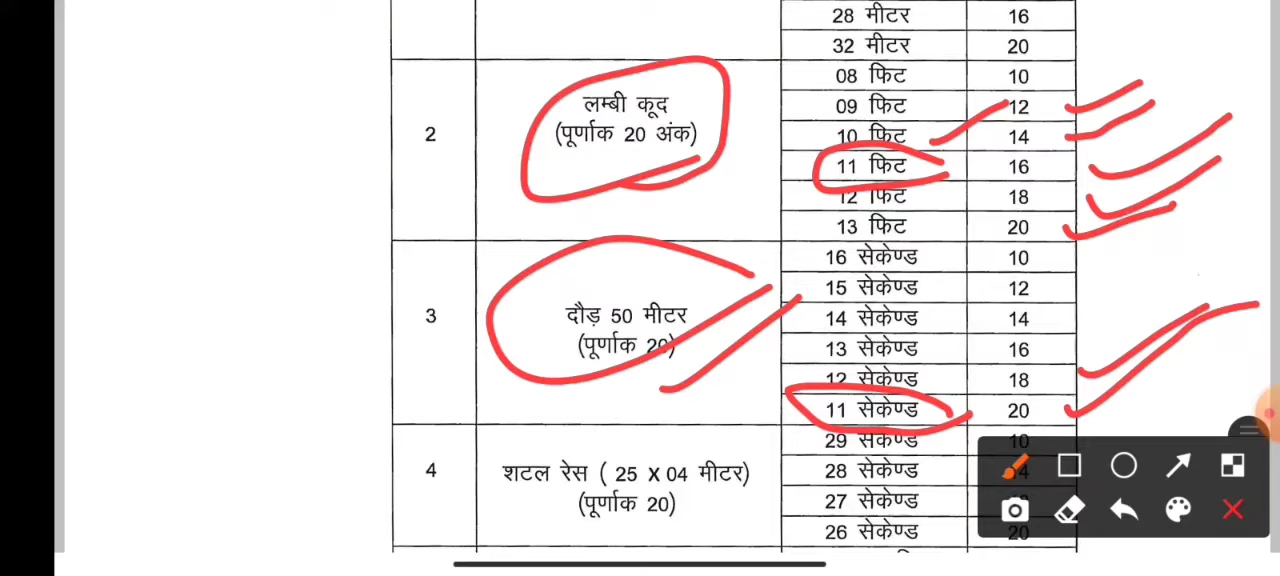 28 मीटर 16
32 मीटर 20
2 लम्बी कूद
(पूर्णाक 20 अंक)
08 फिट 10
09 फिट 12
10 फिट 14
11 फिट 16
12 फिट 18
13 फिट 20
3 दौड़ 50 मीटर
(पूर्णाक 20)
16 सेकेण्ड 10
15 सेकेण्ड 12
14 सेकेण्ड 14
13 सेकेण्ड 16
12 सेकेण्ड 18
11 सेकेण्ड 20
4 शटल रेस ( 25 X 04 मीटर)
(पूर्णाक 20)
29 सेकेण्ड 10
28 सेकेण्ड
27 सेकेण्ड
26 सेकेण्ड 20